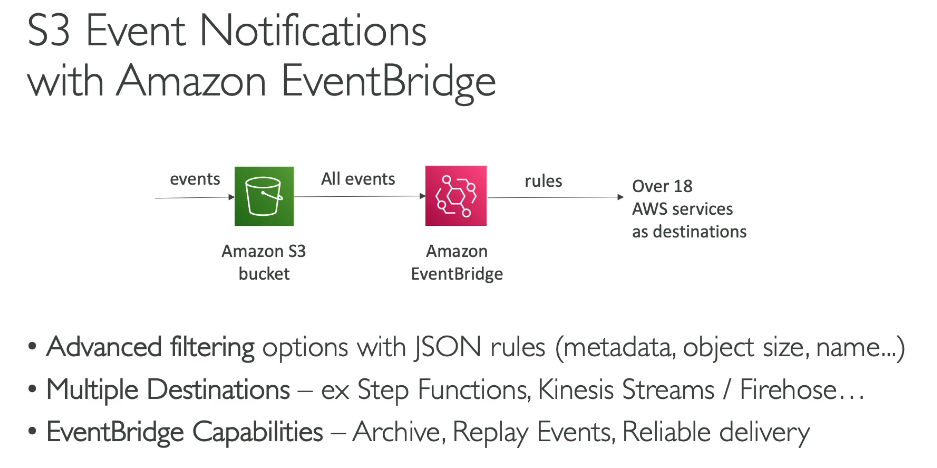 S3 Event Notifications
with Amazon EventBridge
events
All events
rules
Over 18
AWS services
as destinations
Amazon S3
bucket
Amazon
EventBridge
• Advanced filtering options with JSON rules (metadata, object size, name...)
• Multiple Destinations – ex Step Functions, Kinesis Streams / Firehose…
• EventBridge Capabilities – Archive, Replay Events, Reliable delivery